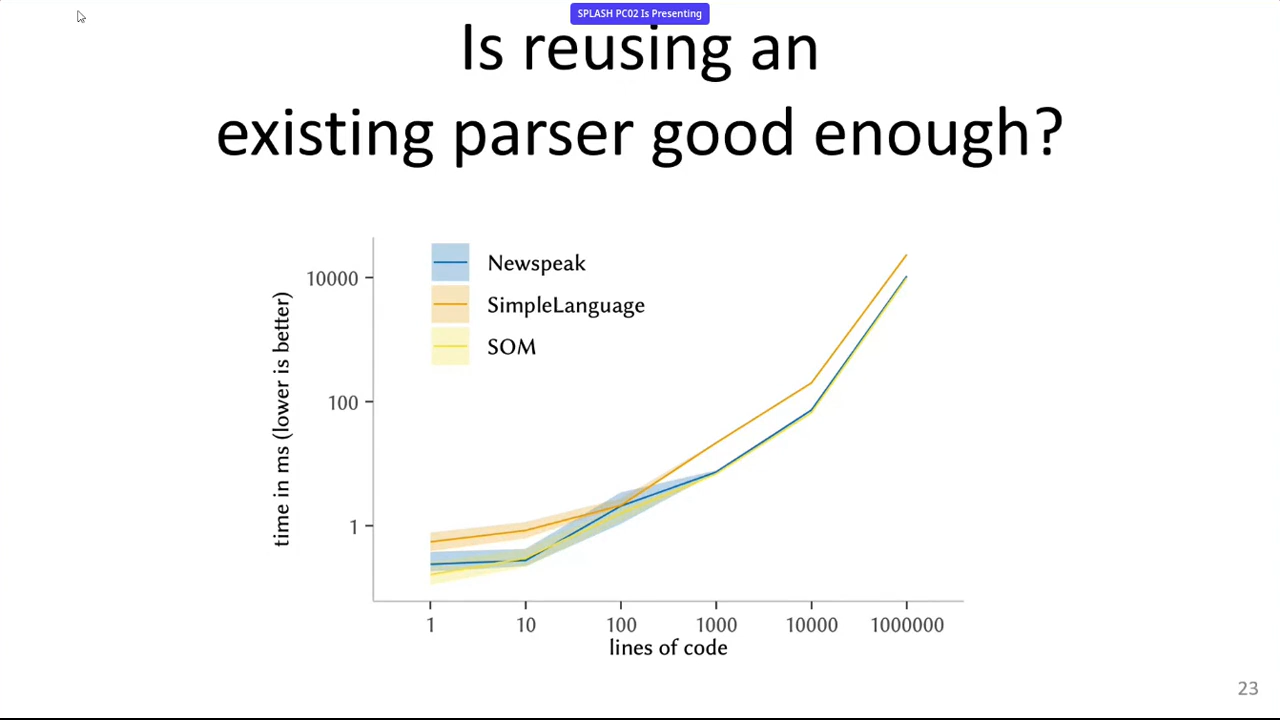 SPLASH PC02 Is Presenting
Is reusing an
existing parser good enough?
Newspeak
SimpleLanguage
SOM
time in ms (lower is better)
10000
100
1
1
10
100
1000
10000
1000000
lines of code
23